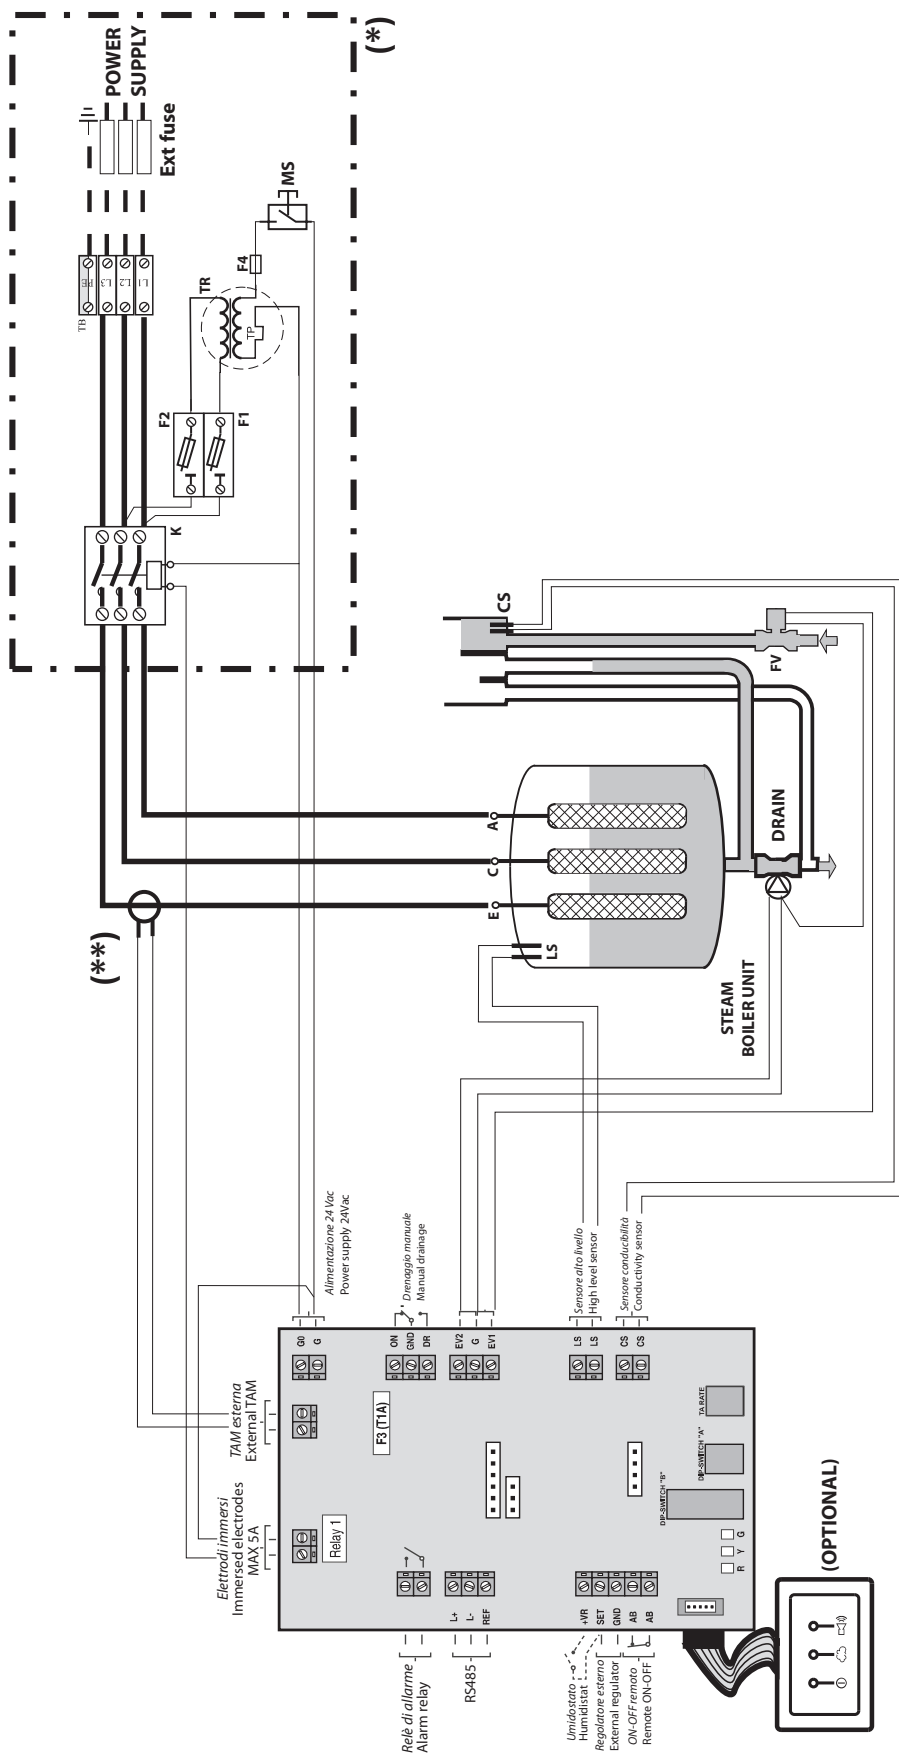 (*)
POWER
SUPPLY
Ext fuse
MS
F4
TR
TP
TB
PE
L3
L2
L1
F2
F1
K
CS
FV
DRAIN
A
C
E
LS
(**)
STEAM
BOILER UNIT
Alimentazione 24 Vac
Power supply 24Vac
Drenaggio manuale
Manual drainage
Sensore alto livello
High level sensor
Sensore conducibilità
Conductivity sensor
G0
G
ON
GND
DR
EV2
G
EV1
LS
LS
CS
CS
TAM esterna
External TAM
F3 (T1A)
Elettrodi immersi
Immersed electrodes
MAX 5A
Relay 1
TA RATE
DIP-SWITCH "A"
DIP-SWITCH "B"
R
Y
G
L+
L-
REF
+VR
SET
GND
AB
AB
Relè di allarme
Alarm relay
RS485
Umidostato
Humidistat
Regolatore esterno
External regulator
ON-OFF remoto
Remote ON-OFF
(OPTIONAL)